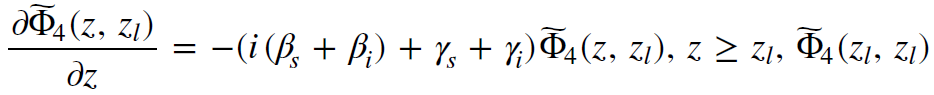 ∂Φ̃₄(z, z_l)/∂z = −(i(β_s + β_i) + γ_s + γ_i)Φ̃₄(z, z_l), z ≥ z_l, Φ̃₄(z_l, z_l)